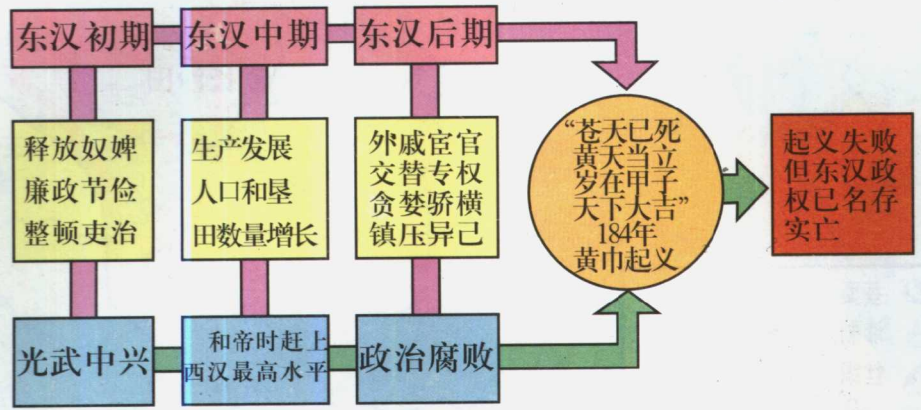 东汉初期
东汉中期
东汉后期
释放奴婢
廉政节俭
整顿吏治
生产发展
人口和垦
田数量增长
外戚宦官
交替专权
贪婪骄横
镇压异己
“苍天已死
黄天当立
岁在甲子
天下大吉”
184年
黄巾起义
起义失败
但东汉政
权已名存
实亡
光武中兴
和帝时赶上
西汉最高水平
政治腐败